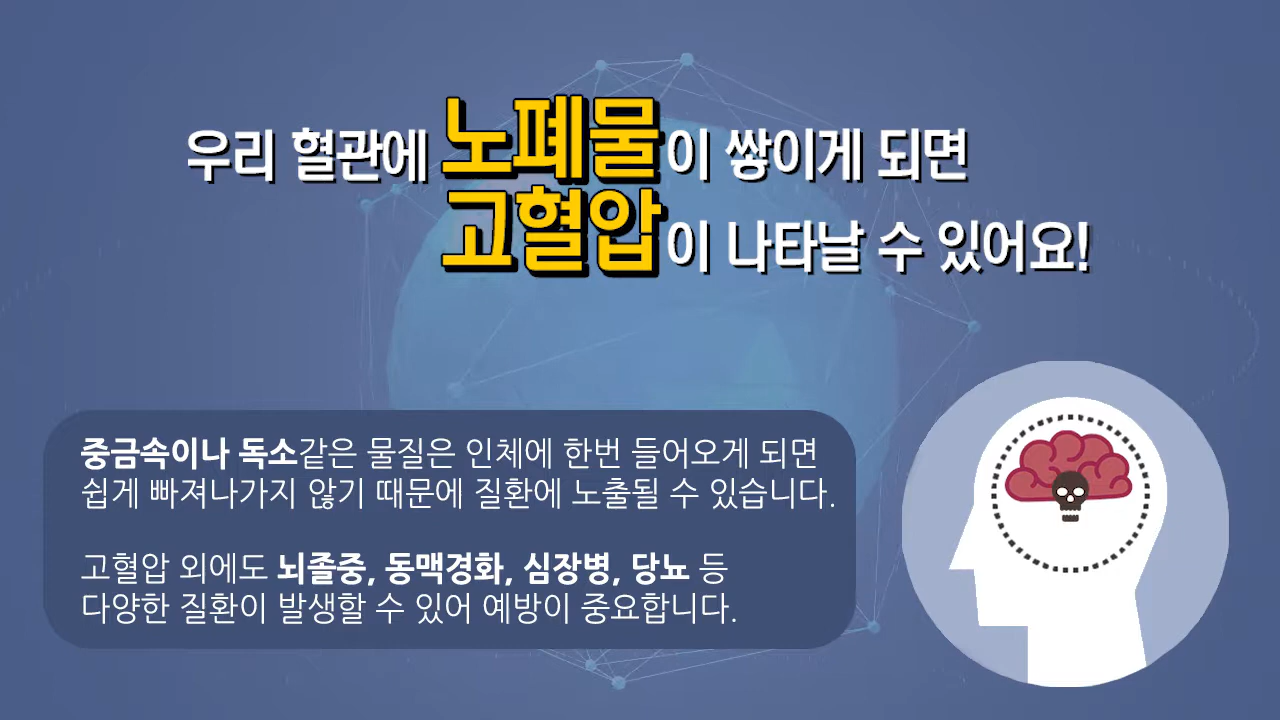 우리 혈관에 노폐물이 쌓이게 되면
고혈압이 나타날 수 있어요!
중금속이나 독소같은 물질은 인체에 한번 들어오게 되면
쉽게 빠져나가지 않기 때문에 질환에 노출될 수 있습니다.
고혈압 외에도 뇌졸중, 동맥경화, 심장병, 당뇨 등
다양한 질환이 발생할 수 있어 예방이 중요합니다.